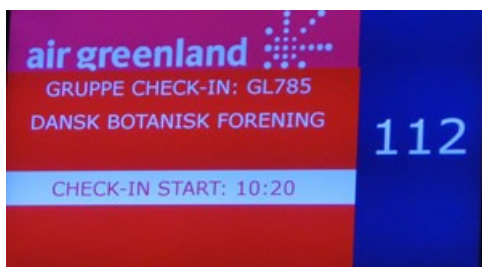 air greenland
GRUPPE CHECK-IN: GL785
DANSK BOTANISK FORENING
112
CHECK-IN START: 10:20